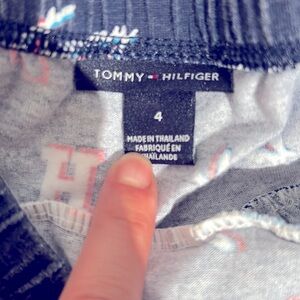 TOMMY HILFIGER
4
MADE IN THAILAND
FABRIQUÉ EN
THAÏLANDE
H